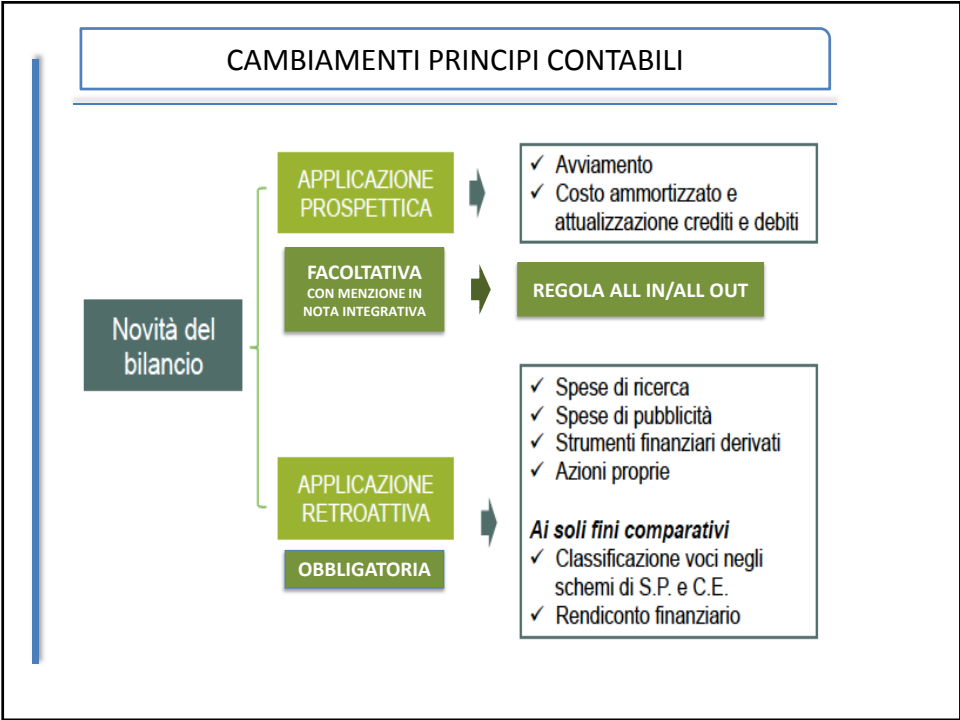 CAMBIAMENTI PRINCIPI CONTABILI
Novità del
bilancio
APPLICAZIONE
PROSPETTICA
✓ Avviamento
✓ Costo ammortizzato e
attualizzazione crediti e debiti
FACOLTATIVA
CON MENZIONE IN
NOTA INTEGRATIVA
REGOLA ALL IN/ALL OUT
APPLICAZIONE
RETROATTIVA
OBBLIGATORIA
✓ Spese di ricerca
✓ Spese di pubblicità
✓ Strumenti finanziari derivati
✓ Azioni proprie
Ai soli fini comparativi
✓ Classificazione voci negli
schemi di S.P. e C.E.
✓ Rendiconto finanziario